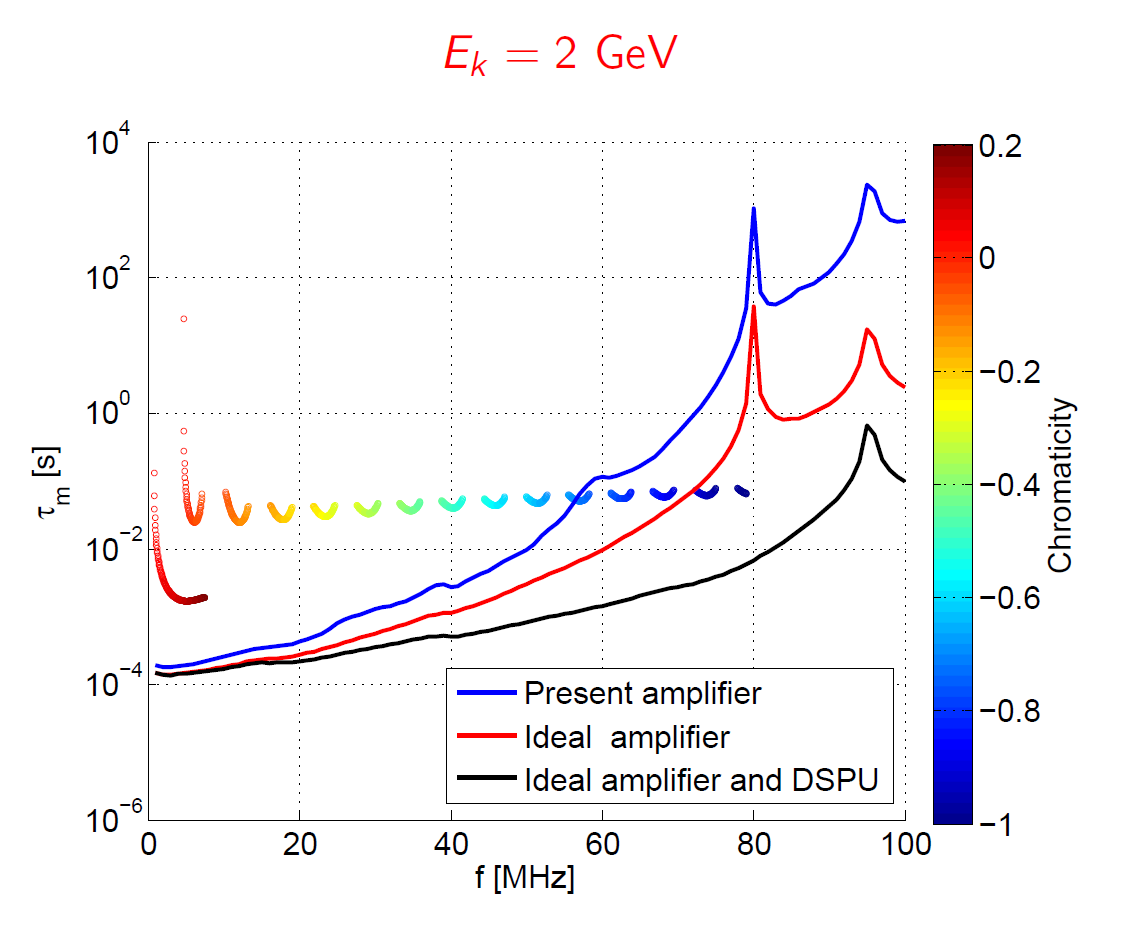 E_k = 2 GeV
10^4
10^2
10^0
10^-2
10^-4
10^-6
τ_m [s]
0 20 40 60 80 100
f [MHz]
Present amplifier
Ideal amplifier
Ideal amplifier and DSPU
0.2
0
−0.2
−0.4
−0.6
−0.8
−1
Chromaticity